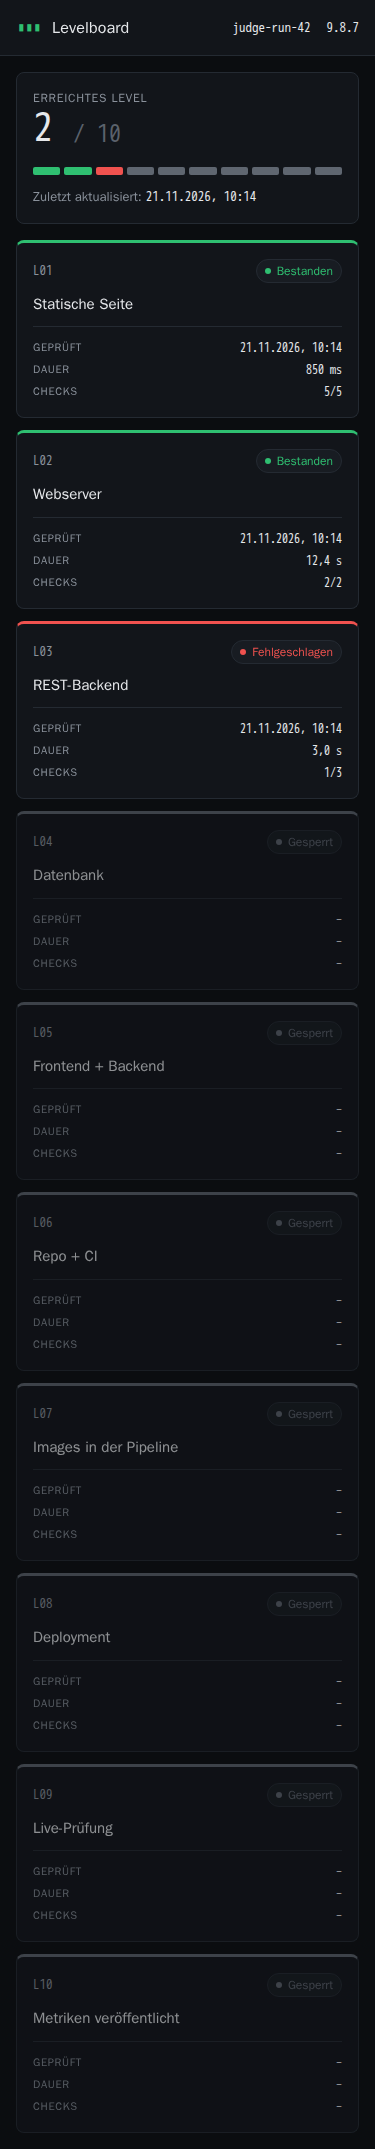 Levelboard judge-run-42 9.8.7
ERREICHTES LEVEL
2 / 10
Zuletzt aktualisiert: 21.11.2026, 10:14
L01 Bestanden
Statische Seite
GEPRÜFT 21.11.2026, 10:14
DAUER 850 ms
CHECKS 5/5
L02 Bestanden
Webserver
GEPRÜFT 21.11.2026, 10:14
DAUER 12,4 s
CHECKS 2/2
L03 Fehlgeschlagen
REST-Backend
GEPRÜFT 21.11.2026, 10:14
DAUER 3,0 s
CHECKS 1/3
L04 Gesperrt
Datenbank
GEPRÜFT –
DAUER –
CHECKS –
L05 Gesperrt
Frontend + Backend
GEPRÜFT –
DAUER –
CHECKS –
L06 Gesperrt
Repo + CI
GEPRÜFT –
DAUER –
CHECKS –
L07 Gesperrt
Images in der Pipeline
GEPRÜFT –
DAUER –
CHECKS –
L08 Gesperrt
Deployment
GEPRÜFT –
DAUER –
CHECKS –
L09 Gesperrt
Live-Prüfung
GEPRÜFT –
DAUER –
CHECKS –
L10 Gesperrt
Metriken veröffentlicht
GEPRÜFT –
DAUER –
CHECKS –